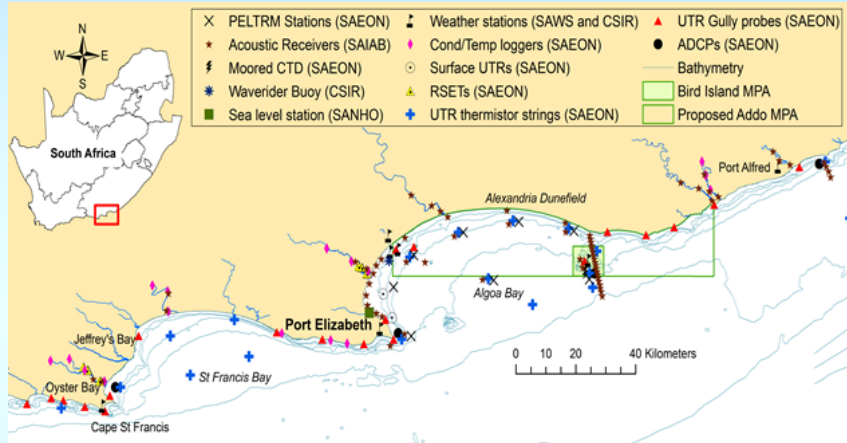 N
W E
S
South Africa
PELTRM Stations (SAEON)
Weather stations (SAWS and CSIR)
UTR Gully probes (SAEON)
Acoustic Receivers (SAIAB)
Cond/Temp loggers (SAEON)
ADCPs (SAEON)
Moored CTD (SAEON)
Surface UTRs (SAEON)
Bathymetry
Waverider Buoy (CSIR)
RSETs (SAEON)
Bird Island MPA
Sea level station (SANHO)
UTR thermistor strings (SAEON)
Proposed Addo MPA
Port Alfred
Alexandria Dunefield
Algoa Bay
Port Elizabeth
Jeffrey's Bay
St Francis Bay
Oyster Bay
Cape St Francis
0 10 20 40 Kilometers